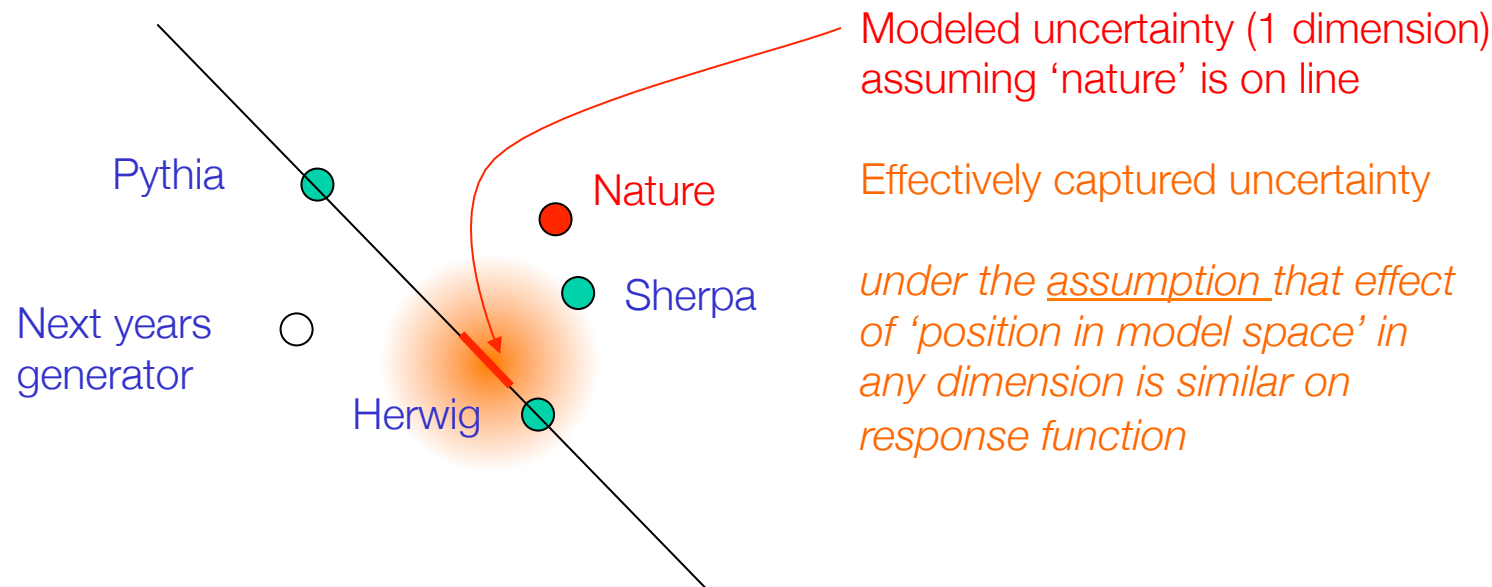 Modeled uncertainty (1 dimension)
assuming ‘nature’ is on line
Pythia
Nature
Effectively captured uncertainty
Sherpa
under the assumption that effect
of ‘position in model space’ in
any dimension is similar on
response function
Next years
generator
Herwig